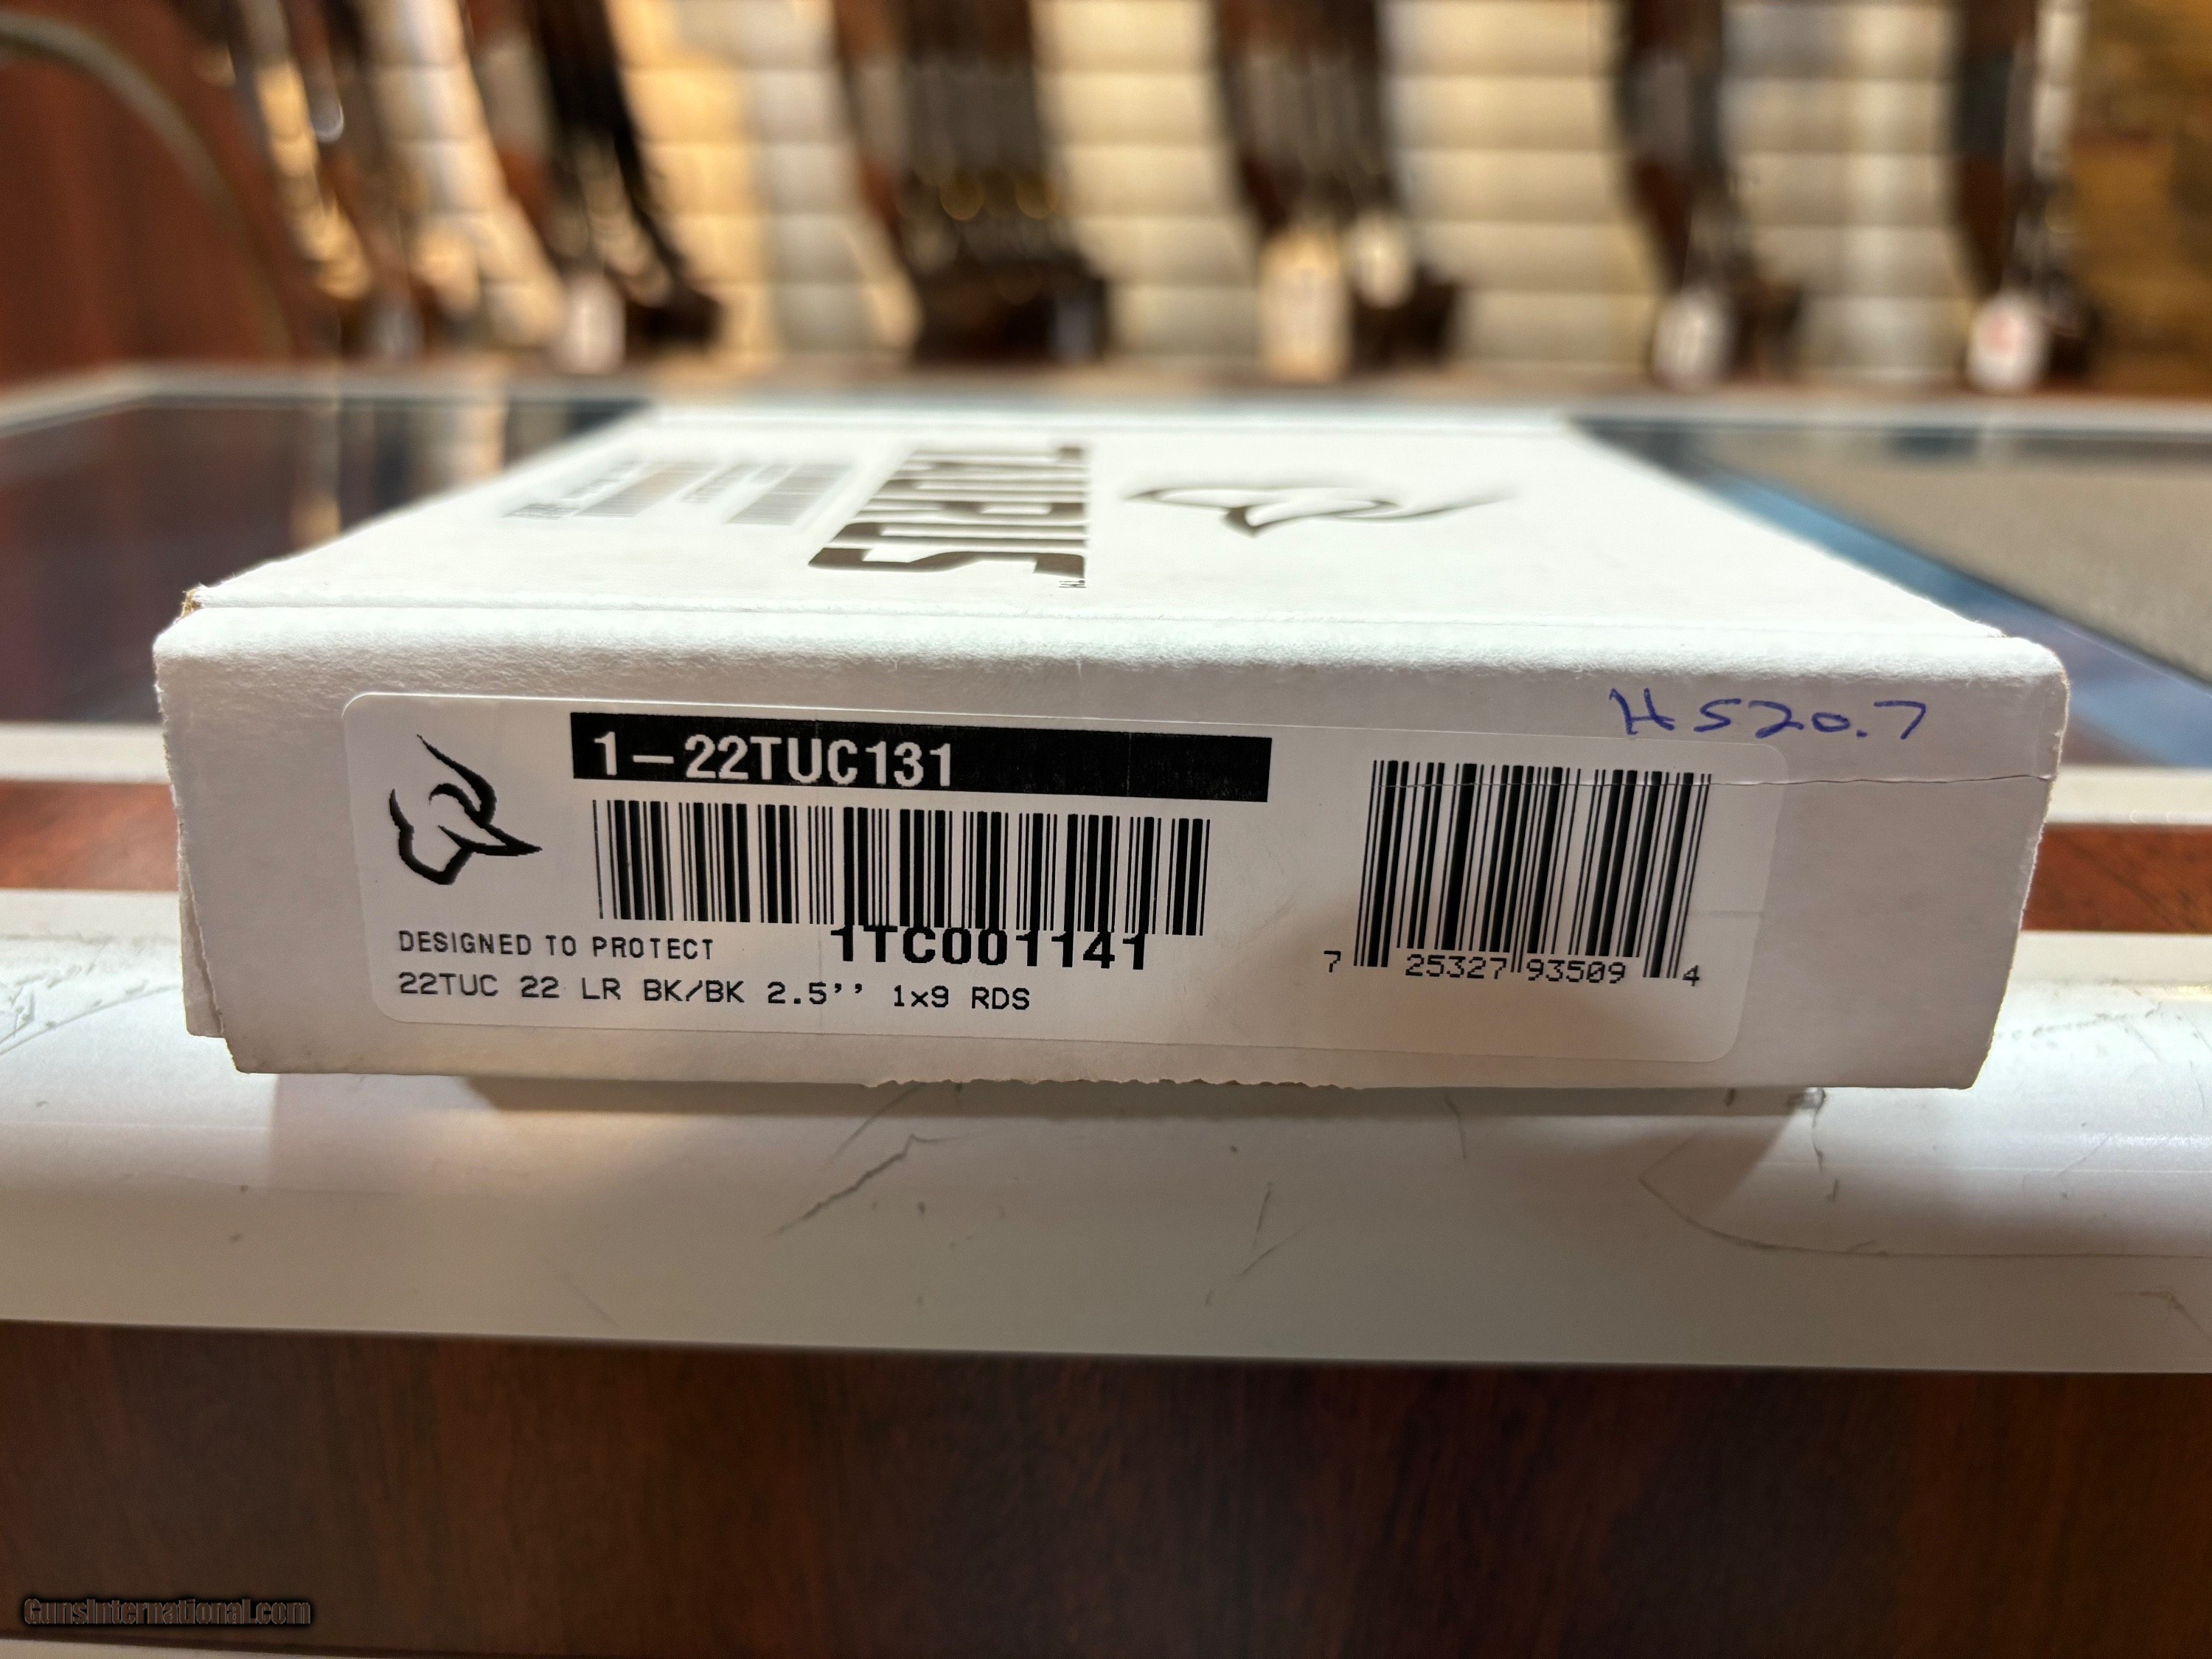 TAURUS
TM
H520.7
1-22TUC131
1TC001141
DESIGNED TO PROTECT
22TUC 22 LR BK/BK 2.5'' 1x9 RDS
7 25327 93509 4
GunsInternational.com